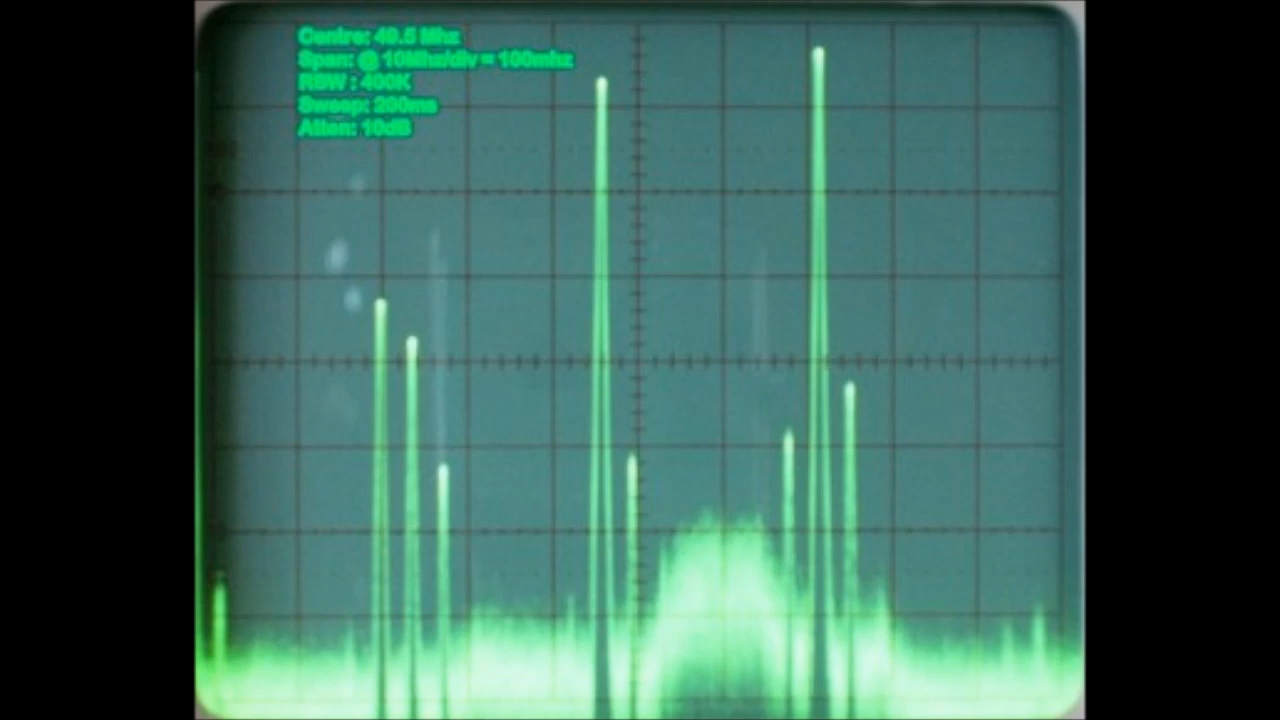 Centre: 49.5 Mhz
Span: @ 10Mhz/div = 100mhz
RBW : 400K
Sweep: 200ms
Atten: 10dB